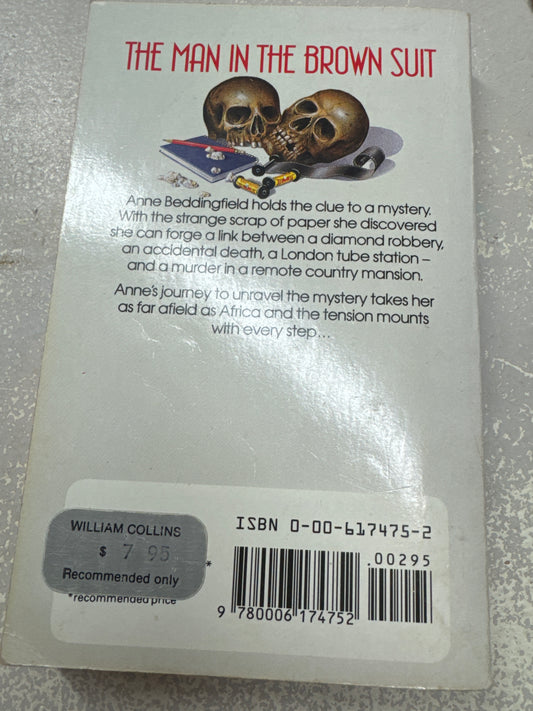 THE MAN IN THE BROWN SUIT
Anne Beddingfield holds the clue to a mystery.
With the strange scrap of paper she discovered
she can forge a link between a diamond robbery,
an accidental death, a London tube station –
and a murder in a remote country mansion.
Anne's journey to unravel the mystery takes her
as far afield as Africa and the tension mounts
with every step...
WILLIAM COLLINS
$ 7 95
Recommended only
*
*recommended price
ISBN 0-00-617475-2
.00295
9 780006 174752